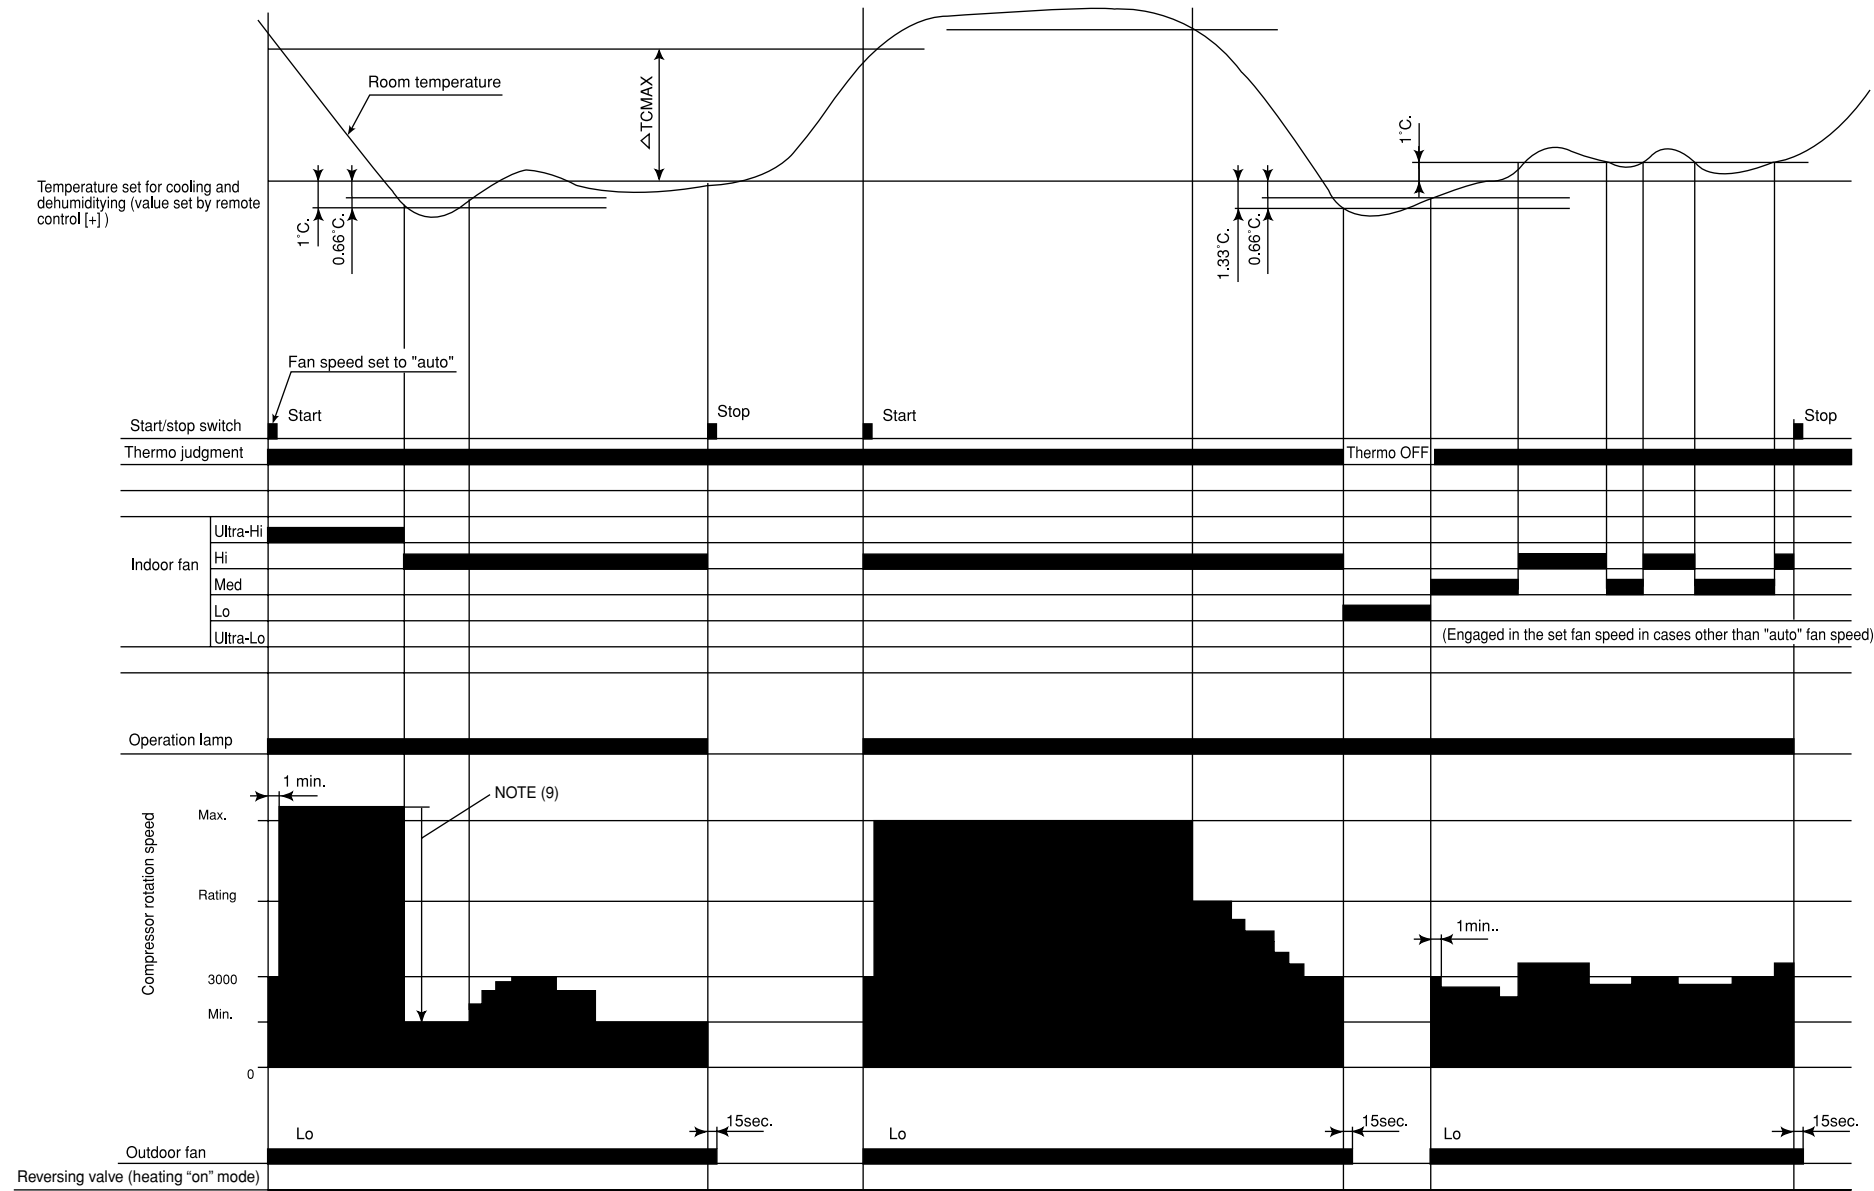 Room temperature
△TCMAX
1°C.
Temperature set for cooling and
dehumiditying (value set by remote
control [+] )
1°C.
0.66°C.
1.33°C.
0.66°C.
Fan speed set to "auto"
Start/stop switch
Start
Stop
Start
Stop
Thermo judgment
Thermo OFF
Indoor fan
Ultra-Hi
Hi
Med
Lo
Ultra-Lo
(Engaged in the set fan speed in cases other than "auto" fan speed)
Operation lamp
1 min.
NOTE (9)
Compressor rotation speed
Max.
Rating
3000
Min.
0
1min..
Outdoor fan
Lo
15sec.
Lo
15sec.
Lo
15sec.
Reversing valve (heating “on” mode)